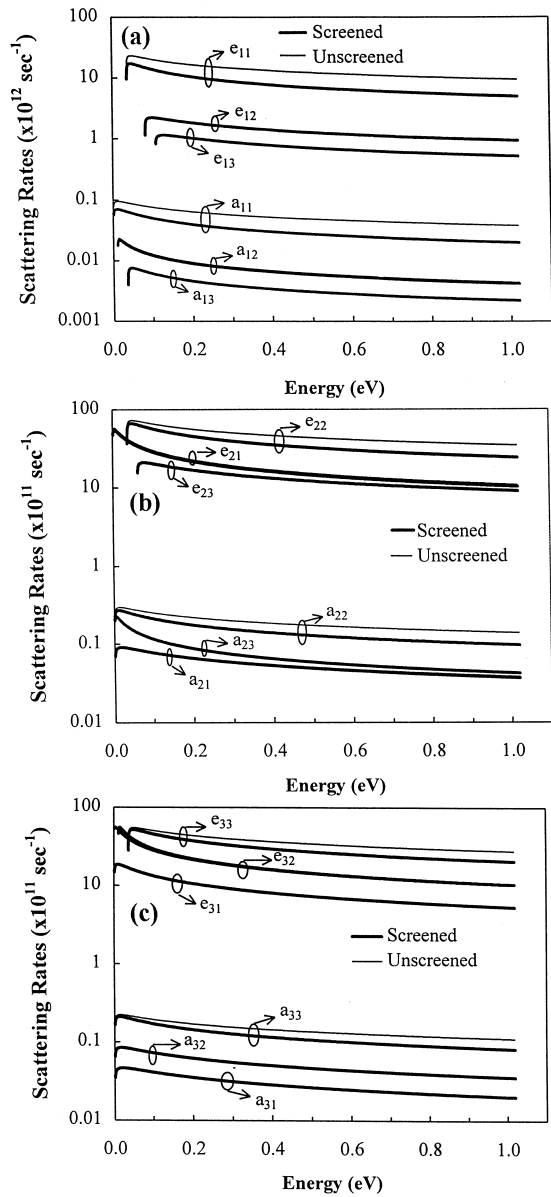 100
(a)
Screened
Unscreened
e11
10
e12
1
e13
0.1
a11
a12
0.01
a13
0.001
Scattering Rates (x10^12 sec^-1)
0.0 0.2 0.4 0.6 0.8 1.0
Energy (eV)
100
e22
e21
10
e23
(b)
Screened
Unscreened
1
a22
a23
0.1
a21
0.01
Scattering Rates (x10^11 sec^-1)
0.0 0.2 0.4 0.6 0.8 1.0
Energy (eV)
100
e33
e32
10
e31
(c)
Screened
Unscreened
1
a33
a32
0.1
a31
0.01
Scattering Rates (x10^11 sec^-1)
0.0 0.2 0.4 0.6 0.8 1.0
Energy (eV)